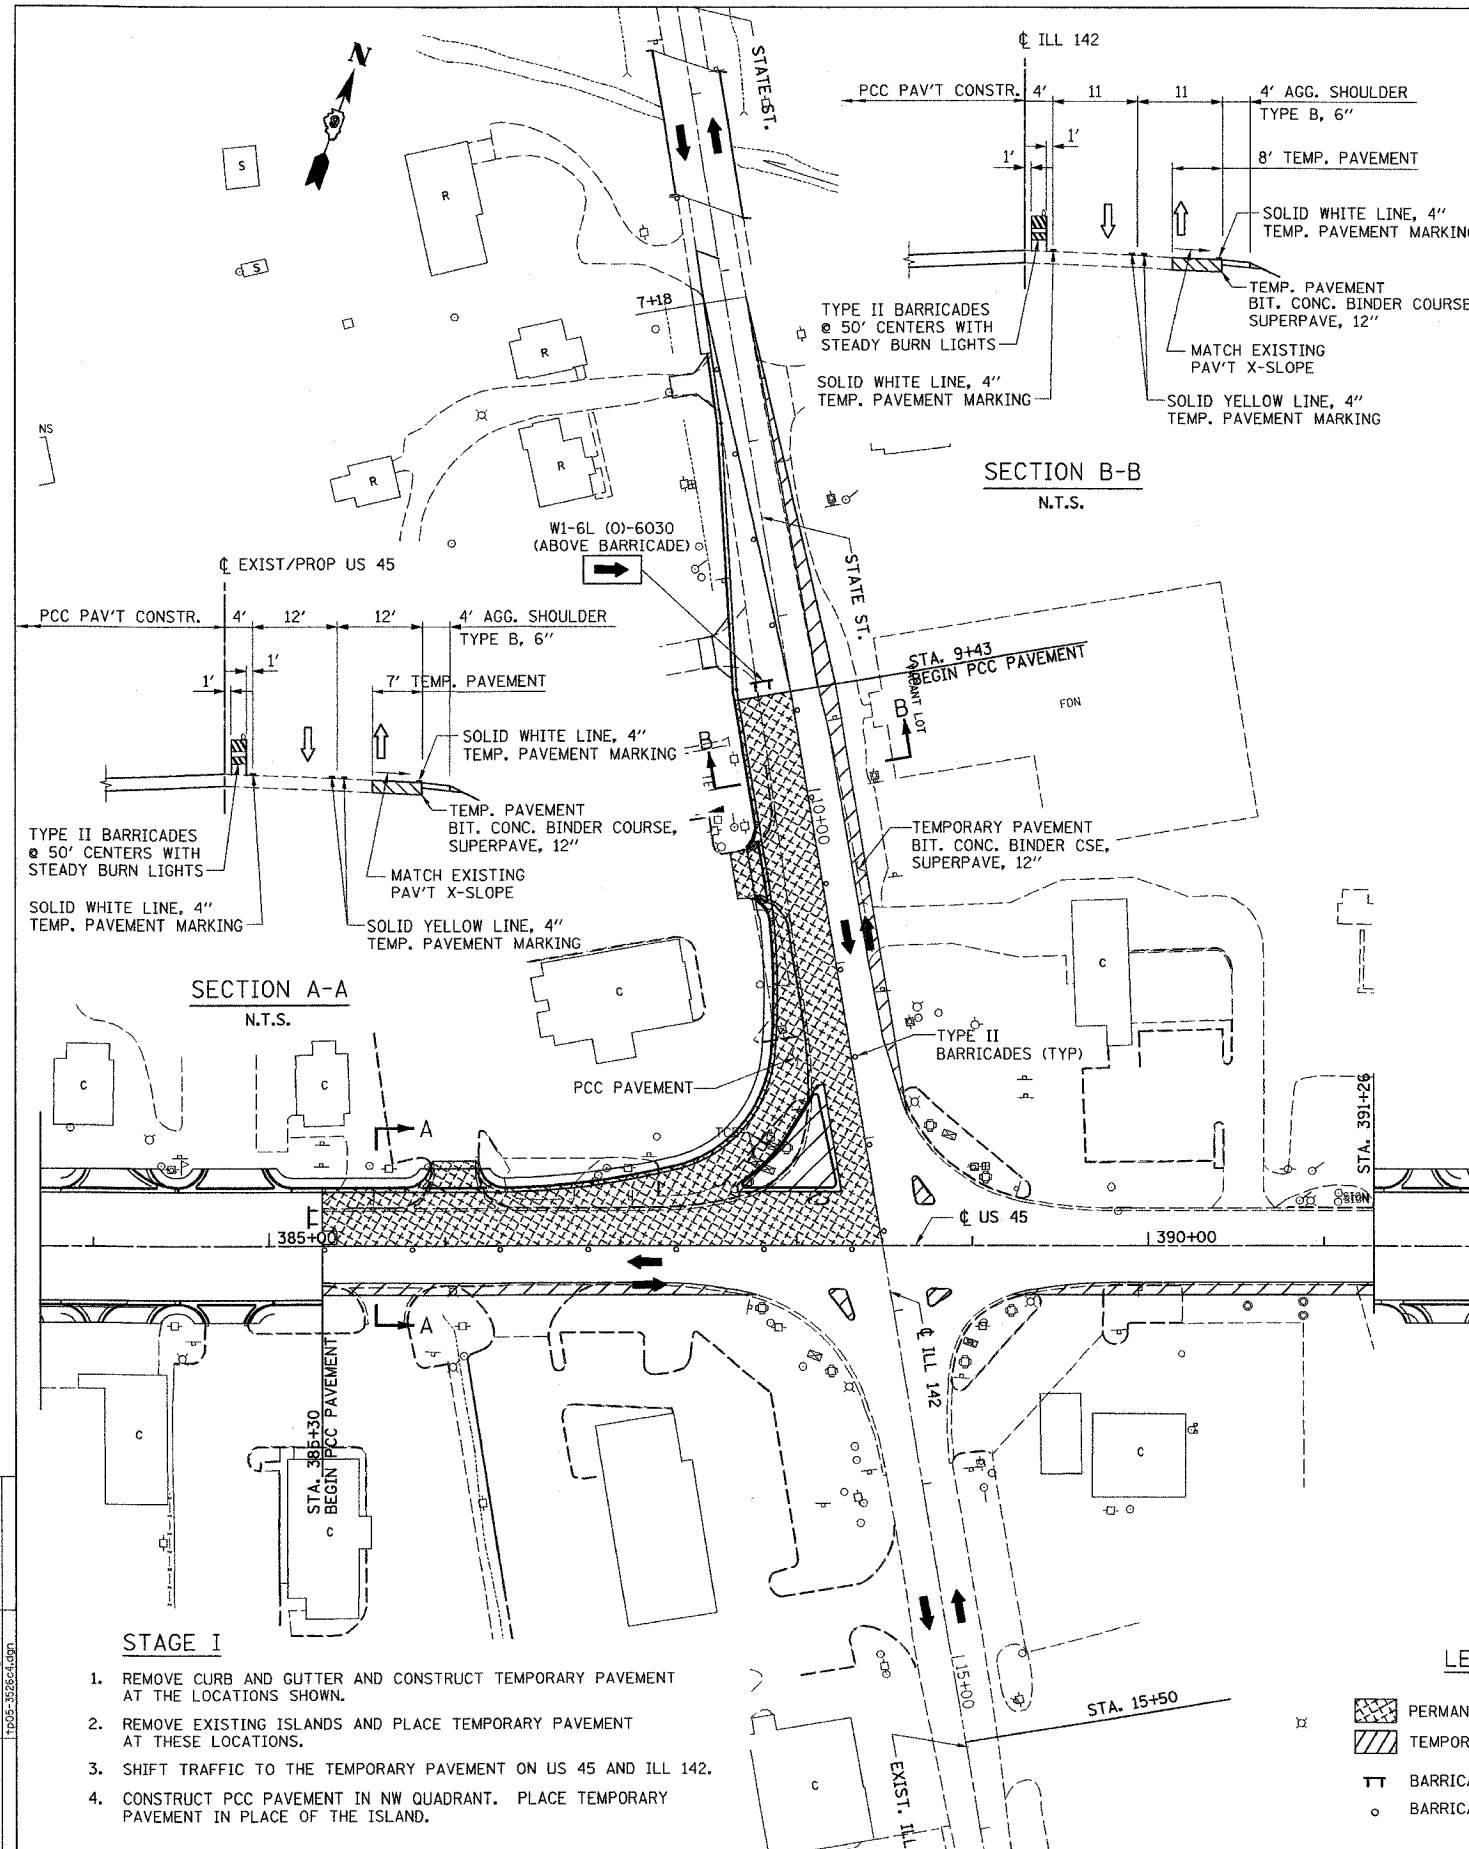 N
STATE ST.
S
R
S
7+18
R
R
R
NS
℄ ILL 142
PCC PAV'T CONSTR.
4'
11
11
4' AGG. SHOULDER
TYPE B, 6"
1'
1'
8' TEMP. PAVEMENT
SOLID WHITE LINE, 4"
TEMP. PAVEMENT MARKING
TEMP. PAVEMENT
BIT. CONC. BINDER COURSE
SUPERPAVE, 12"
TYPE II BARRICADES
@ 50' CENTERS WITH
STEADY BURN LIGHTS
MATCH EXISTING
PAV'T X-SLOPE
SOLID WHITE LINE, 4"
TEMP. PAVEMENT MARKING
SOLID YELLOW LINE, 4"
TEMP. PAVEMENT MARKING
SECTION B-B
N.T.S.
W1-6L (O)-6030
(ABOVE BARRICADE)
STATE ST.
℄ EXIST/PROP US 45
PCC PAV'T CONSTR.
4'
12'
12'
4' AGG. SHOULDER
TYPE B, 6"
1'
1'
7' TEMP. PAVEMENT
SOLID WHITE LINE, 4"
TEMP. PAVEMENT MARKING
TEMP. PAVEMENT
BIT. CONC. BINDER COURSE,
SUPERPAVE, 12"
TYPE II BARRICADES
@ 50' CENTERS WITH
STEADY BURN LIGHTS
MATCH EXISTING
PAV'T X-SLOPE
SOLID WHITE LINE, 4"
TEMP. PAVEMENT MARKING
SOLID YELLOW LINE, 4"
TEMP. PAVEMENT MARKING
SECTION A-A
N.T.S.
STA. 9+43
BEGIN PCC PAVEMENT
LOT
FDN
B
B
10+00
TEMPORARY PAVEMENT
BIT. CONC. BINDER CSE,
SUPERPAVE, 12"
C
C
TYPE II
BARRICADES (TYP)
PCC PAVEMENT
C
C
A
STA. 391+26
SIGN
385+00
℄ US 45
390+00
A
℄ ILL 142
STA. 385+30
BEGIN PCC PAVEMENT
C
C
C
15+00
STA. 15+50
C
EXIST. ILL
STAGE I
1. REMOVE CURB AND GUTTER AND CONSTRUCT TEMPORARY PAVEMENT
AT THE LOCATIONS SHOWN.
2. REMOVE EXISTING ISLANDS AND PLACE TEMPORARY PAVEMENT
AT THESE LOCATIONS.
3. SHIFT TRAFFIC TO THE TEMPORARY PAVEMENT ON US 45 AND ILL 142.
4. CONSTRUCT PCC PAVEMENT IN NW QUADRANT. PLACE TEMPORARY
PAVEMENT IN PLACE OF THE ISLAND.
LE
PERMAN
TEMPOR
BARRICA
BARRICA